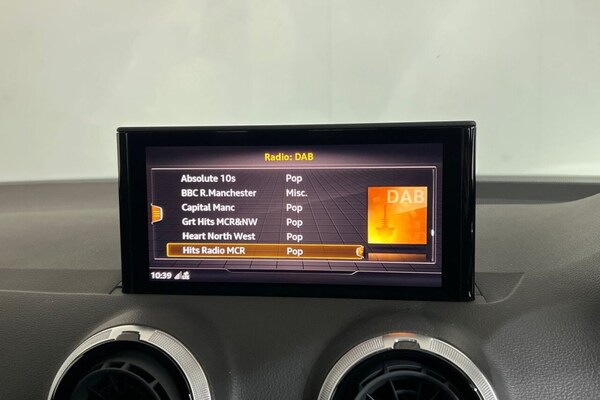 Radio: DAB
Absolute 10s Pop
BBC R.Manchester Misc.
Capital Manc Pop
Grt Hits MCR&NW Pop
Heart North West Pop
Hits Radio MCR Pop
DAB
10:39